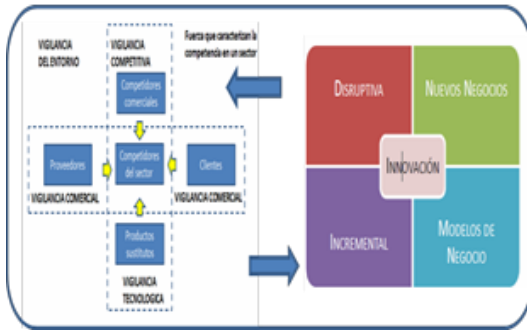 VIGILANCIA
DEL ENTORNO
VIGILANCIA
COMPETITIVA
Fuerza que caracterizan la
competencia en un sector
Competidores
comerciales
Proveedores
Competidores
del sector
Clientes
VIGILANCIA COMERCIAL
VIGILANCIA COMERCIAL
Productos
sustitutos
VIGILANCIA
TECNOLOGICA
DISRUPTIVA
NUEVOS NEGOCIOS
INNOVACIÓN
INCREMENTAL
MODELOS DE
NEGOCIO